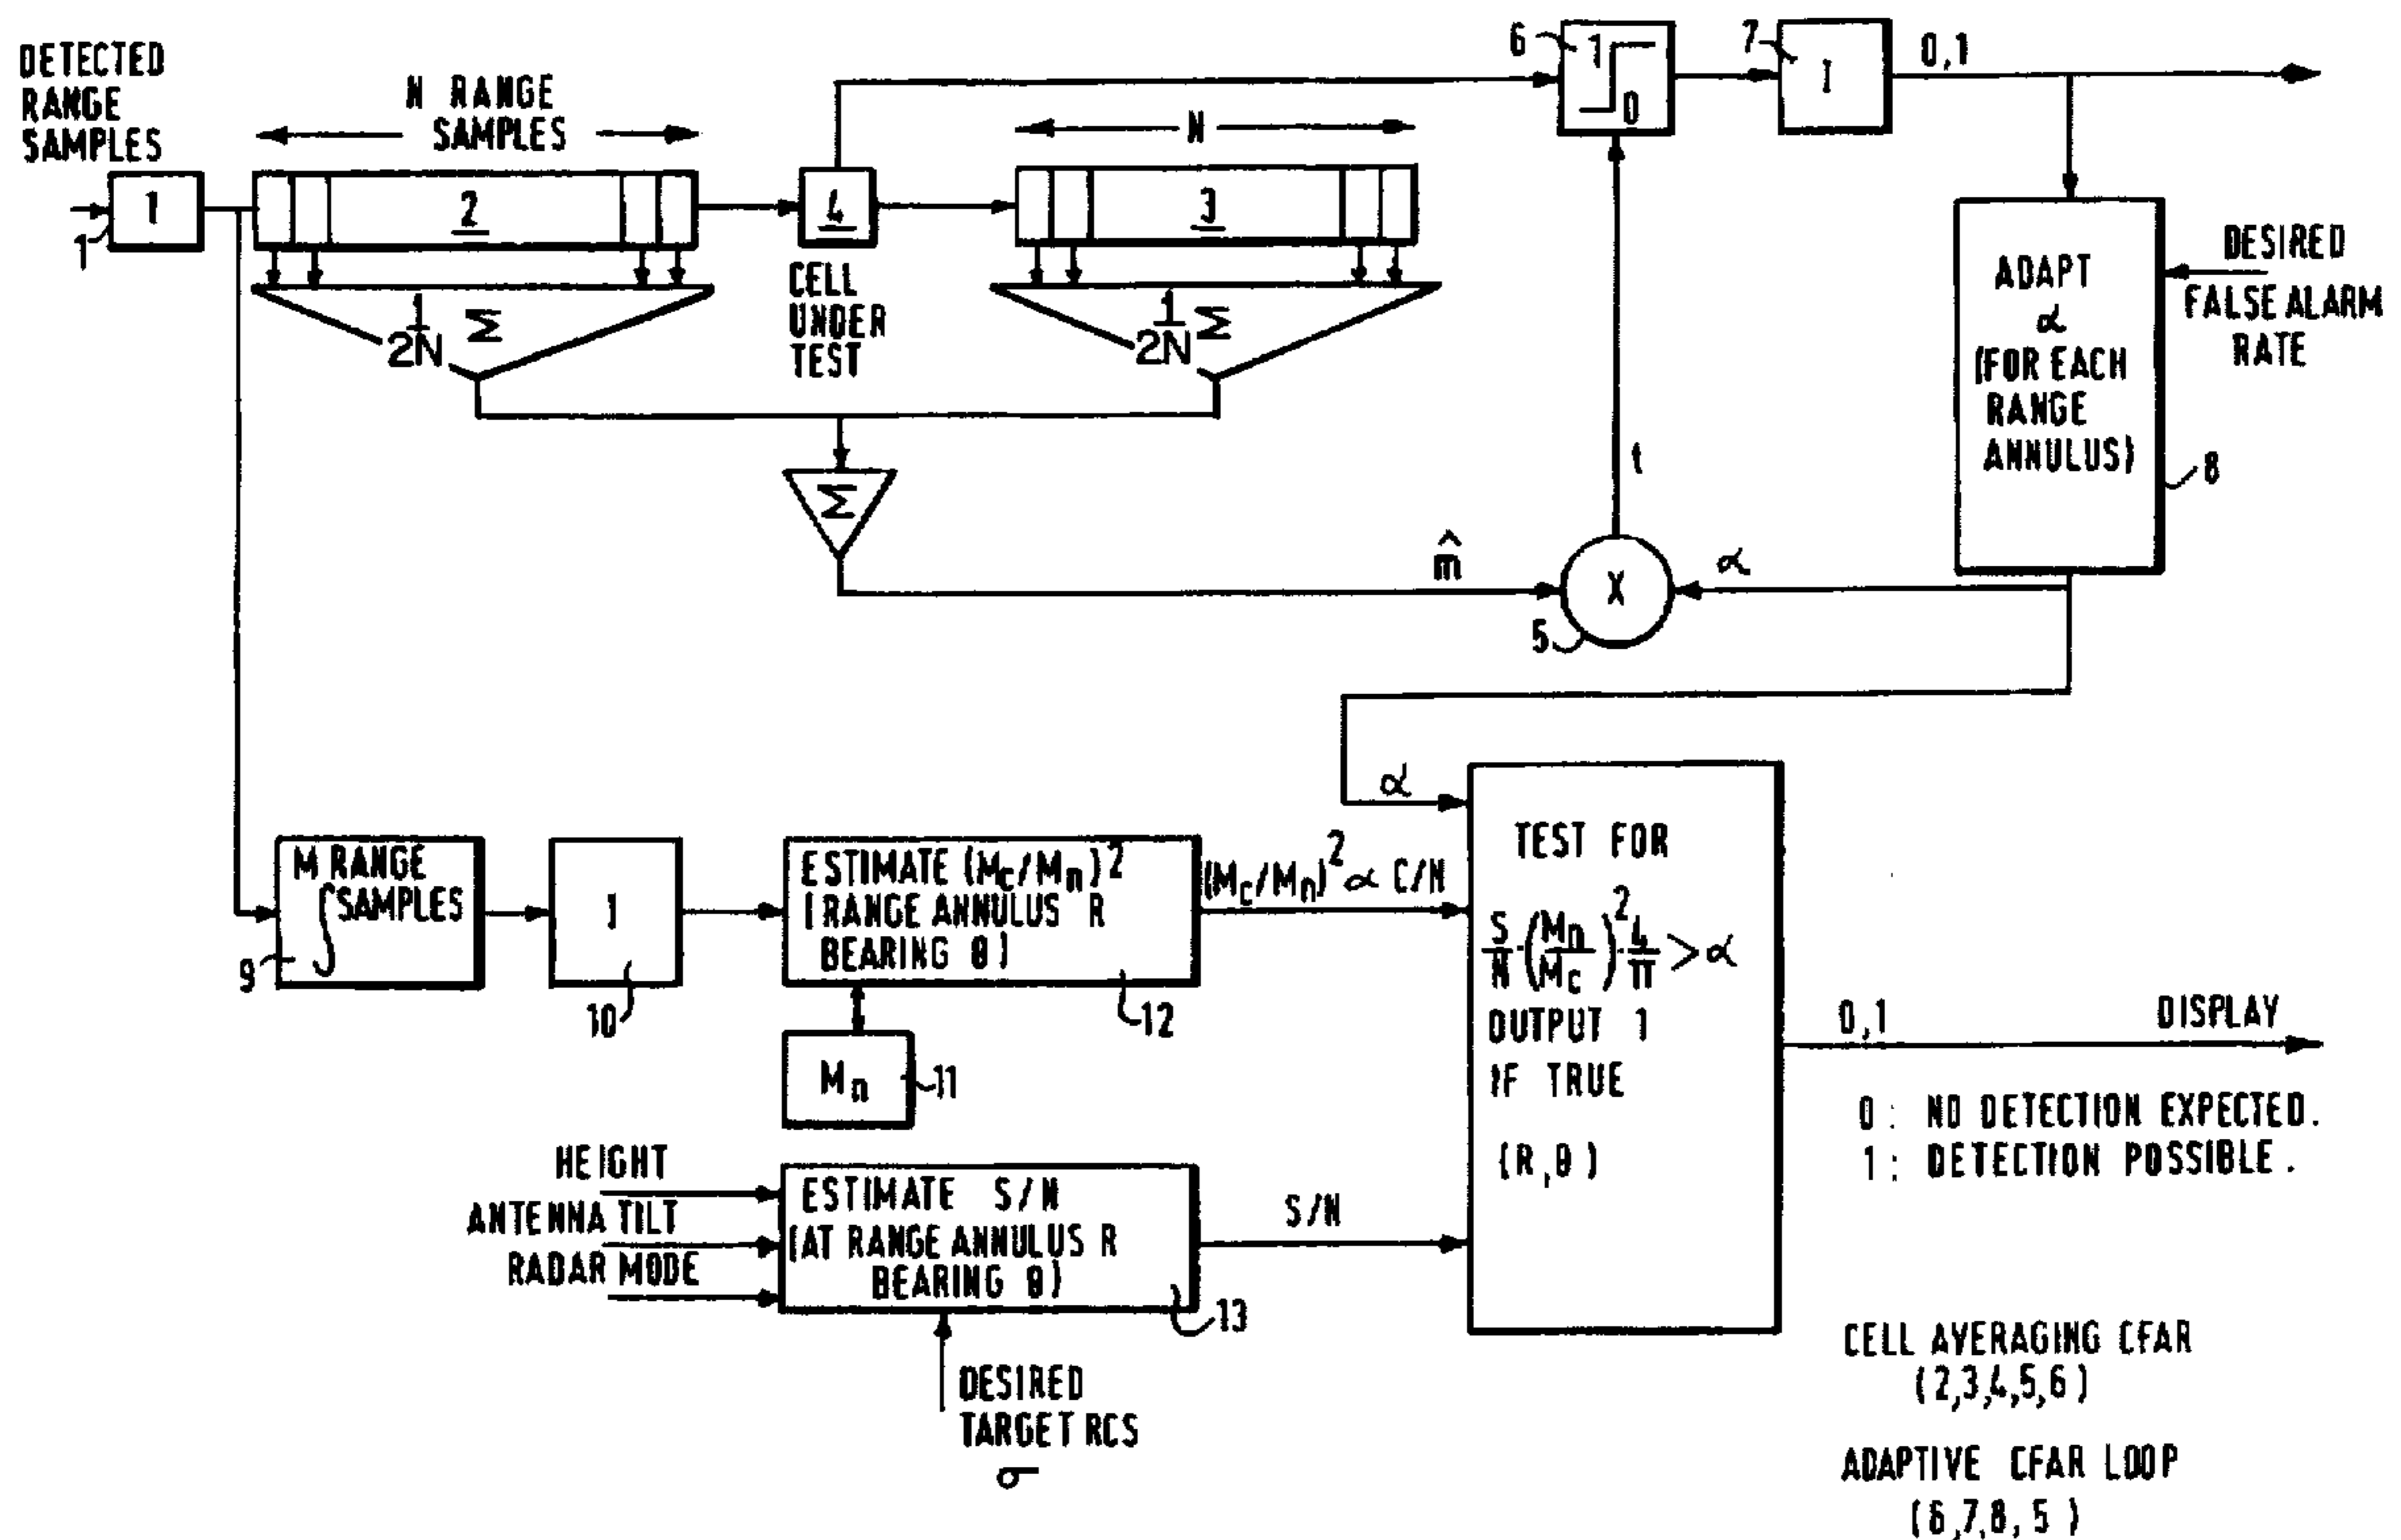 DETECTED
RANGE
SAMPLES
N RANGE
SAMPLES
N
1
1
2
4
3
CELL
UNDER
TEST
1/2N Σ
1/2N Σ
Σ
m̂
6
1
0
7
I
0,1
t
X
5
α
ADAPT
α
(FOR EACH
RANGE
ANNULUS)
8
DESIRED
FALSE ALARM
RATE
M RANGE
∫ SAMPLES
9
I
10
ESTIMATE (Mc/Mn)²
(RANGE ANNULUS R
BEARING θ)
12
Mn
11
(Mc/Mn)² α C/N
HEIGHT
ANTENNA TILT
RADAR MODE
ESTIMATE S/N
(AT RANGE ANNULUS R
BEARING θ)
13
DESIRED
TARGET RCS
σ
S/N
α
TEST FOR
S/N·(Mn/Mc)²·4/π > α
OUTPUT 1
IF TRUE
(R,θ)
0,1
DISPLAY
0: NO DETECTION EXPECTED.
1: DETECTION POSSIBLE.
CELL AVERAGING CFAR
(2,3,4,5,6)
ADAPTIVE CFAR LOOP
(6,7,8,5)